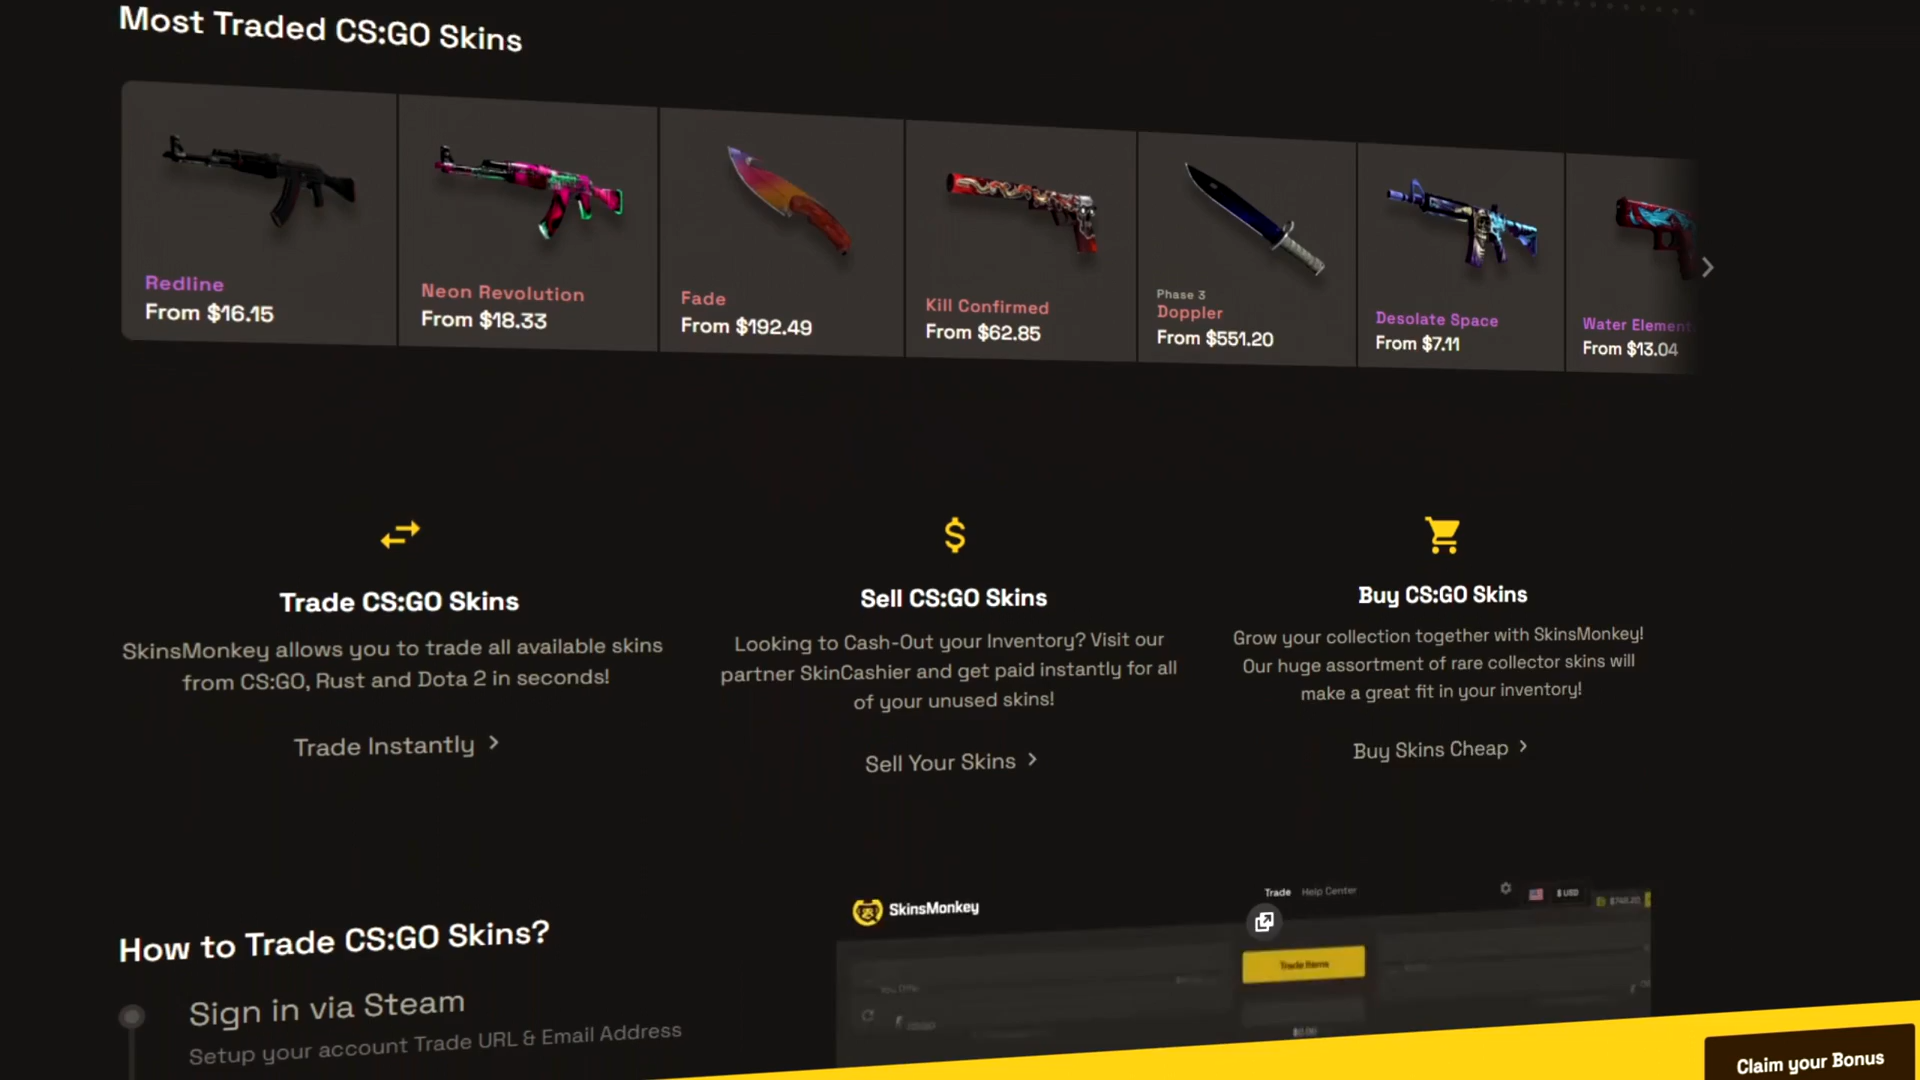 Most Traded CS:GO Skins
Redline
From $16.15
Neon Revolution
From $18.33
Fade
From $192.49
Kill Confirmed
From $62.85
Phase 3
Doppler
From $551.20
Desolate Space
From $7.11
Water Element
From $13.04
Trade CS:GO Skins
SkinsMonkey allows you to trade all available skins
from CS:GO, Rust and Dota 2 in seconds!
Trade Instantly
$
Sell CS:GO Skins
Looking to Cash-Out your Inventory? Visit our
partner SkinCashier and get paid instantly for all
of your unused skins!
Sell Your Skins
Buy CS:GO Skins
Grow your collection together with SkinsMonkey!
Our huge assortment of rare collector skins will
make a great fit in your inventory!
Buy Skins Cheap
How to Trade CS:GO Skins?
Sign in via Steam
Setup your account Trade URL & Email Address
SkinsMonkey
Trade Help Center
$ USD
Trade Items
Claim your Bonus